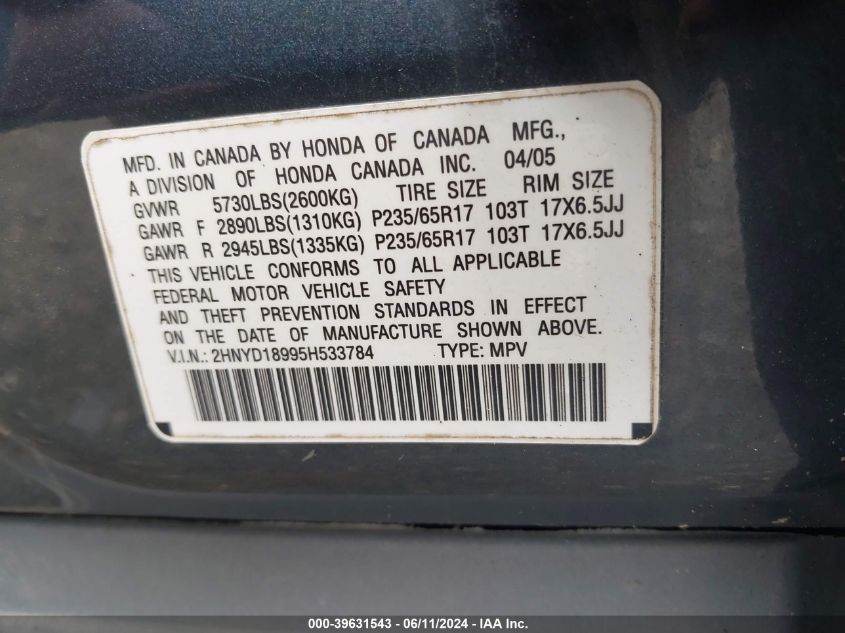 MFD. IN CANADA BY HONDA OF CANADA MFG.,
A DIVISION OF HONDA CANADA INC. 04/05
GVWR 5730LBS(2600KG) TIRE SIZE RIM SIZE
GAWR F 2890LBS(1310KG) P235/65R17 103T 17X6.5JJ
GAWR R 2945LBS(1335KG) P235/65R17 103T 17X6.5JJ
THIS VEHICLE CONFORMS TO ALL APPLICABLE
FEDERAL MOTOR VEHICLE SAFETY
AND THEFT PREVENTION STANDARDS IN EFFECT
ON THE DATE OF MANUFACTURE SHOWN ABOVE.
V.I.N.: 2HNYD18995H533784 TYPE: MPV
000-39631543 - 06/11/2024 - IAA Inc.